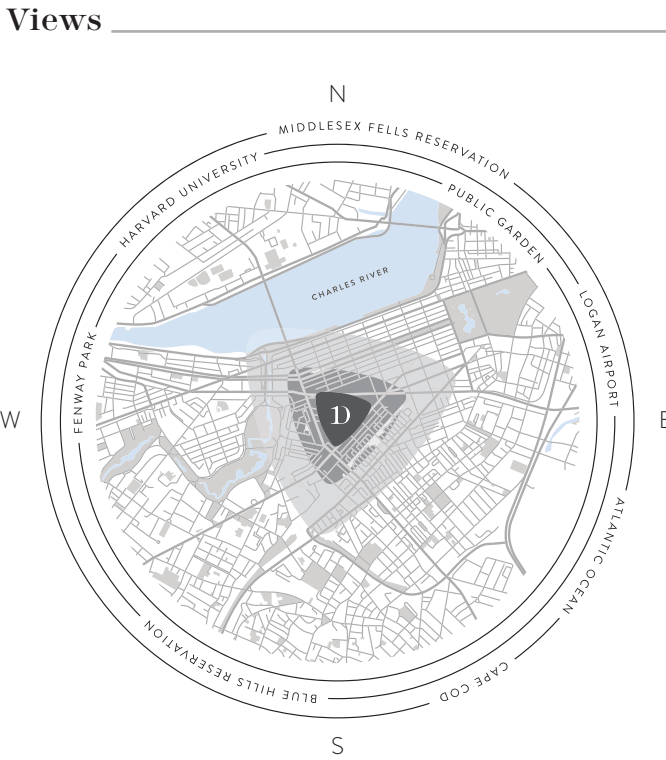 Views
N
MIDDLESEX FELLS RESERVATION
HARVARD UNIVERSITY
PUBLIC GARDEN
CHARLES RIVER
LOGAN AIRPORT
FENWAY PARK
1D
W
E
ATLANTIC OCEAN
BLUE HILLS RESERVATION
CAPE COD
S